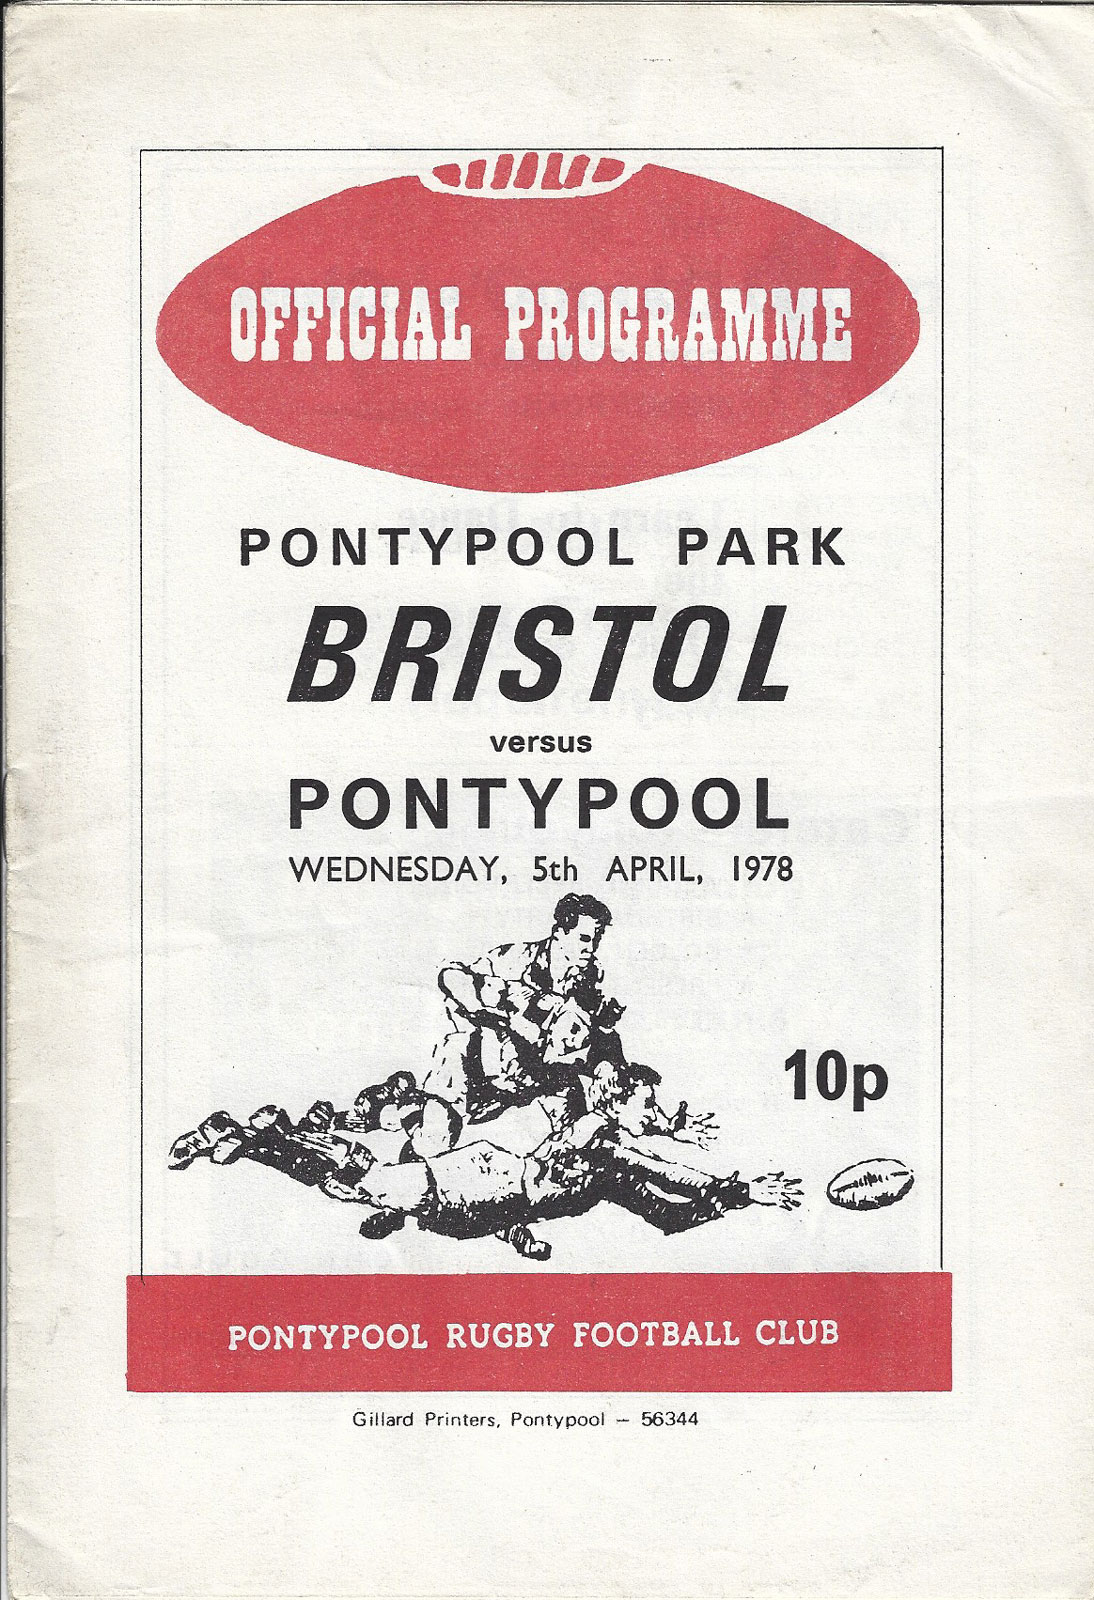 OFFICIAL PROGRAMME
PONTYPOOL PARK
BRISTOL
versus
PONTYPOOL
WEDNESDAY, 5th APRIL, 1978
10p
PONTYPOOL RUGBY FOOTBALL CLUB
Gillard Printers, Pontypool – 56344